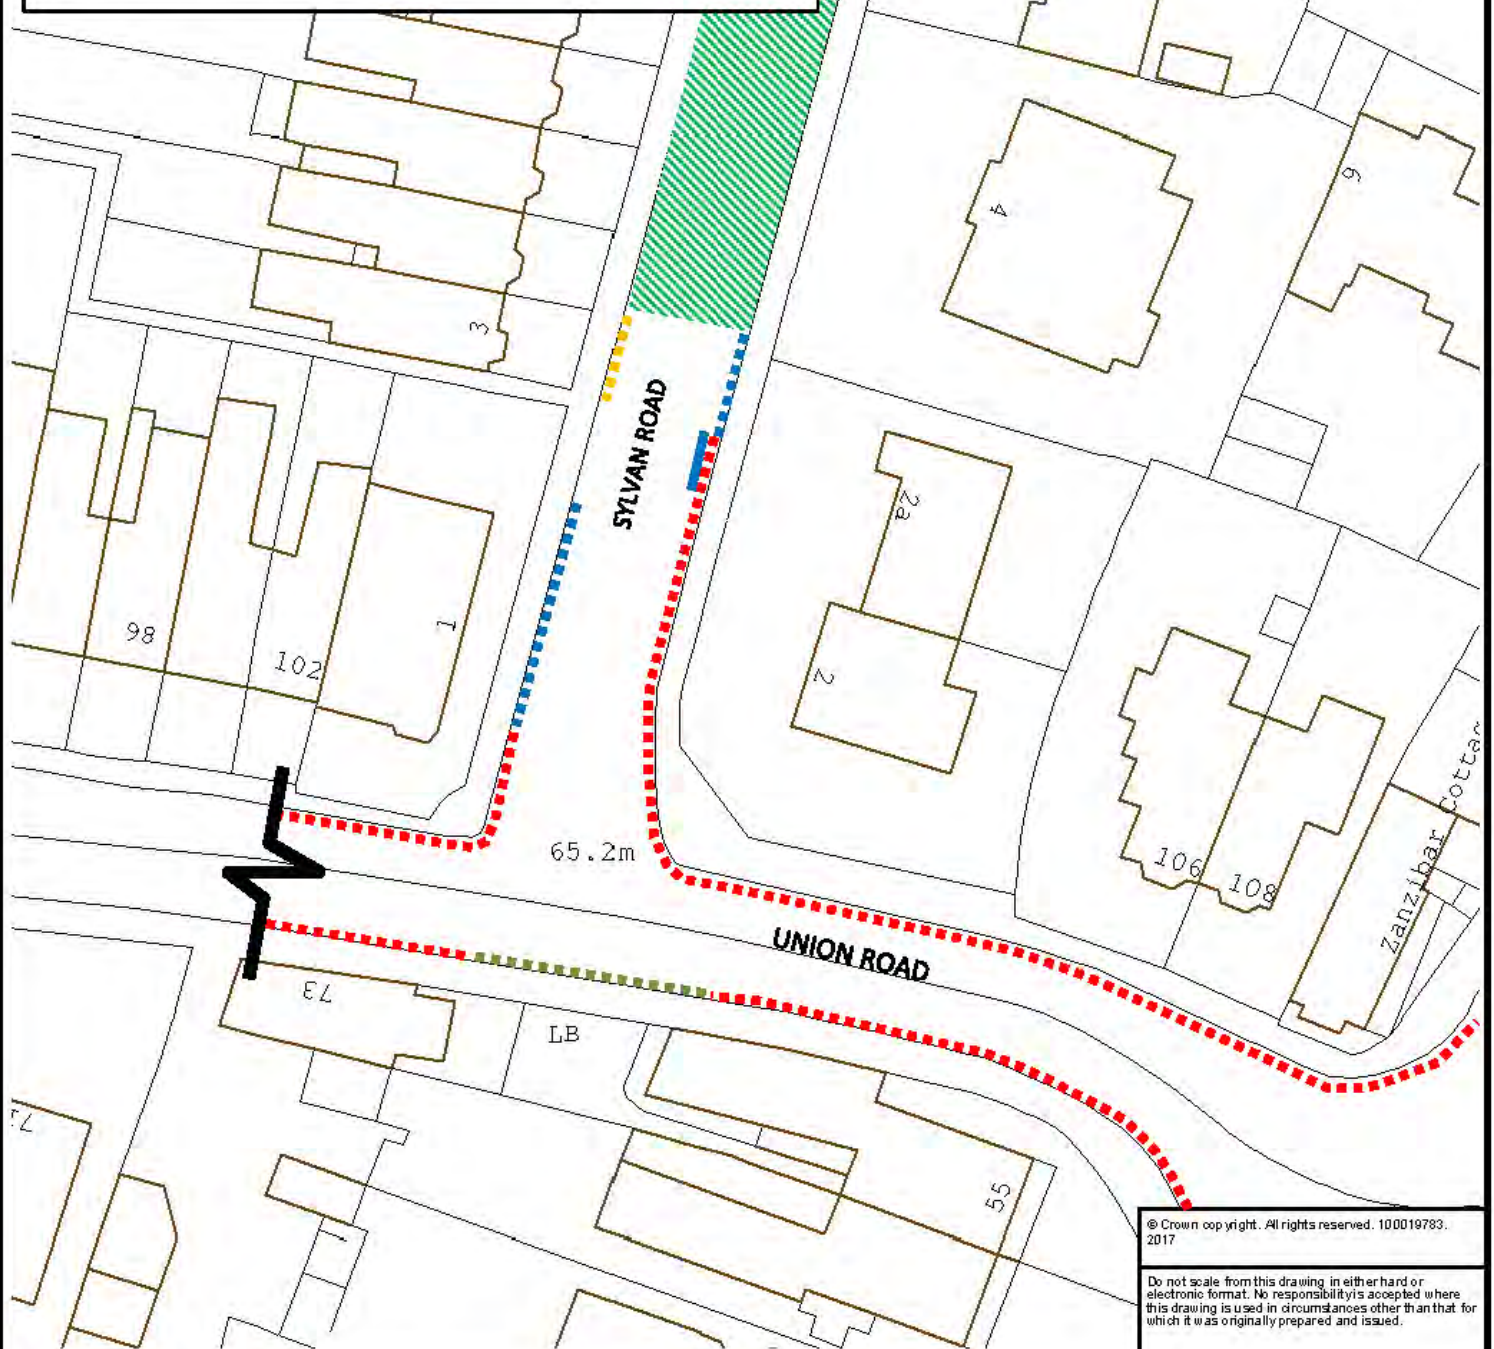 6
4
3
SYLVAN ROAD
2a
98
102
1
2
65.2m
106
108
Zanzibar Cottag
UNION ROAD
73
LB
71
55
© Crown copyright. All rights reserved. 100019783.
2017
Do not scale from this drawing in either hard or
electronic format. No responsibility is accepted where
this drawing is used in circumstances other than that for
which it was originally prepared and issued.